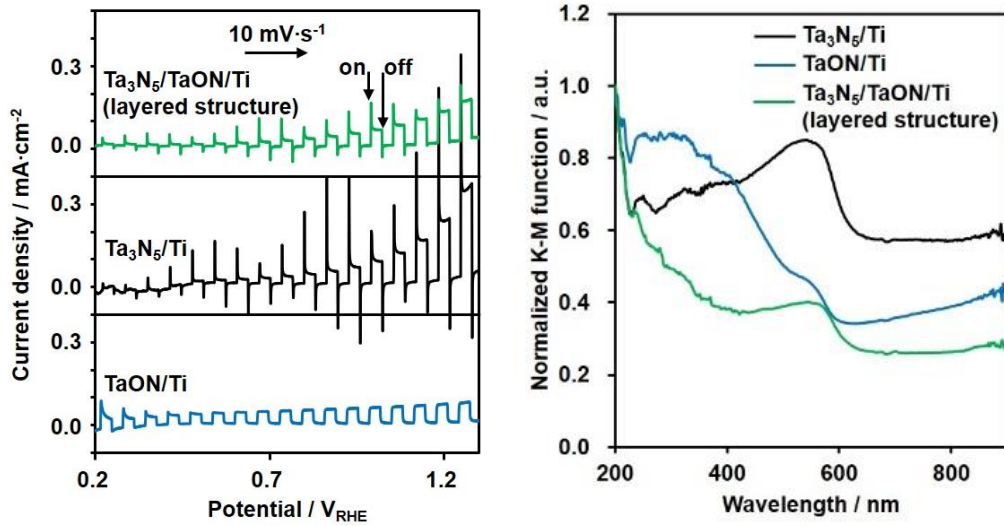 10 mV·s⁻¹
on off
0.3
Ta₃N₅/TaON/Ti
(layered structure)
0.0
0.3
Ta₃N₅/Ti
0.0
0.3
TaON/Ti
0.0
Current density / mA·cm⁻²
0.2 0.7 1.2
Potential / V_RHE
1.2
1.0
0.8
0.6
0.4
0.2
0.0
Normalized K-M function / a.u.
Ta₃N₅/Ti
TaON/Ti
Ta₃N₅/TaON/Ti
(layered structure)
200 400 600 800
Wavelength / nm